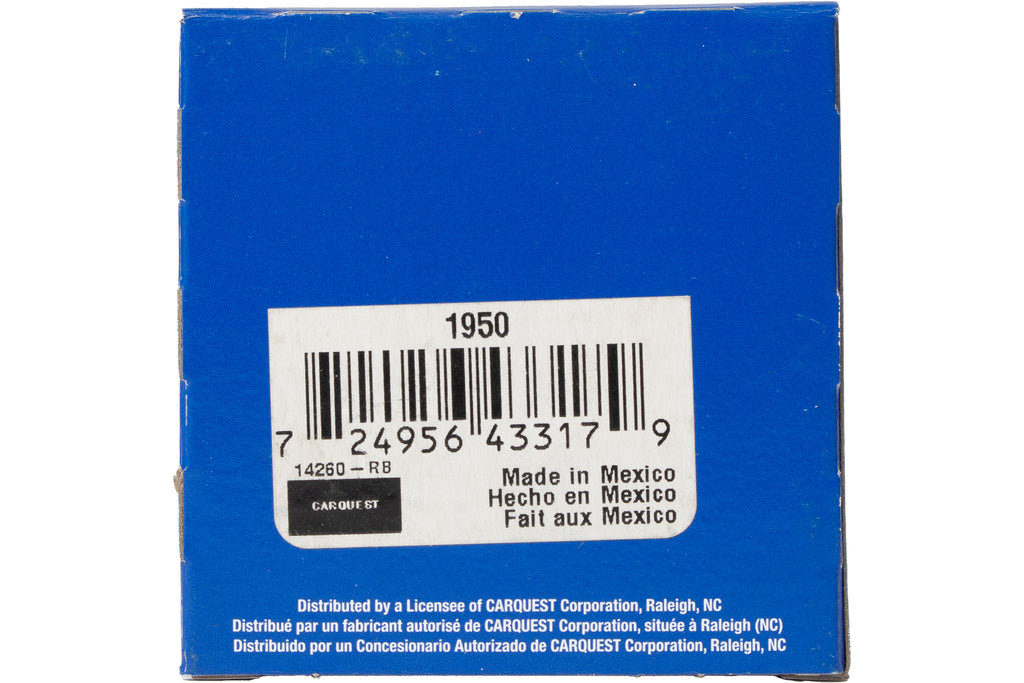 1950
7 24956 43317 9
14260-RB
CARQUEST
Made in Mexico
Hecho en Mexico
Fait aux Mexico
Distributed by a Licensee of CARQUEST Corporation, Raleigh, NC
Distribué par un fabricant autorisé de CARQUEST Corporation, située à Raleigh (NC)
Distribuido por un Concesionario Autorizado de CARQUEST Corporation, Raleigh, NC